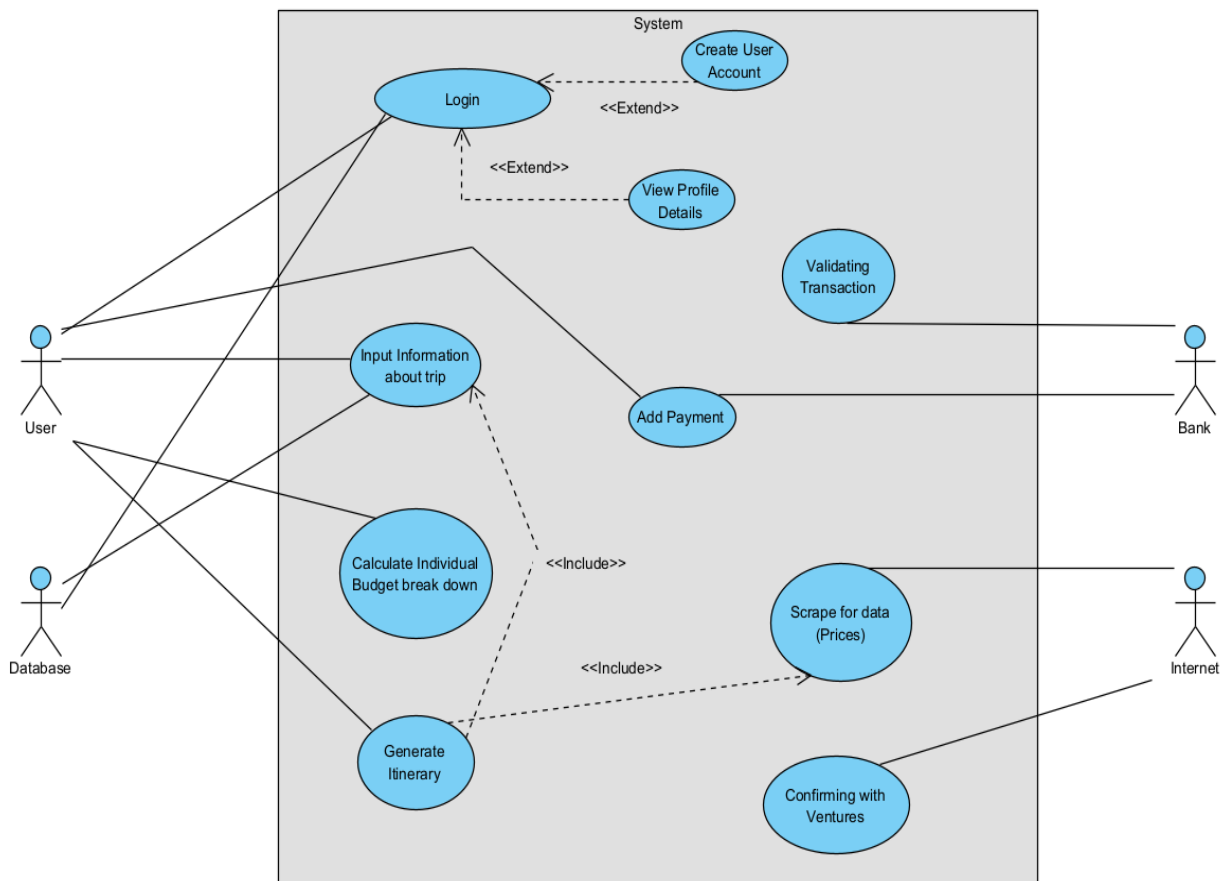 System
Create User
Account
Login
<<Extend>>
<<Extend>>
View Profile
Details
Validating
Transaction
Input Information
about trip
Add Payment
User
Bank
Calculate Individual
Budget break down
<<Include>>
Scrape for data
(Prices)
Database
<<Include>>
Internet
Generate
Itinerary
Confirming with
Ventures